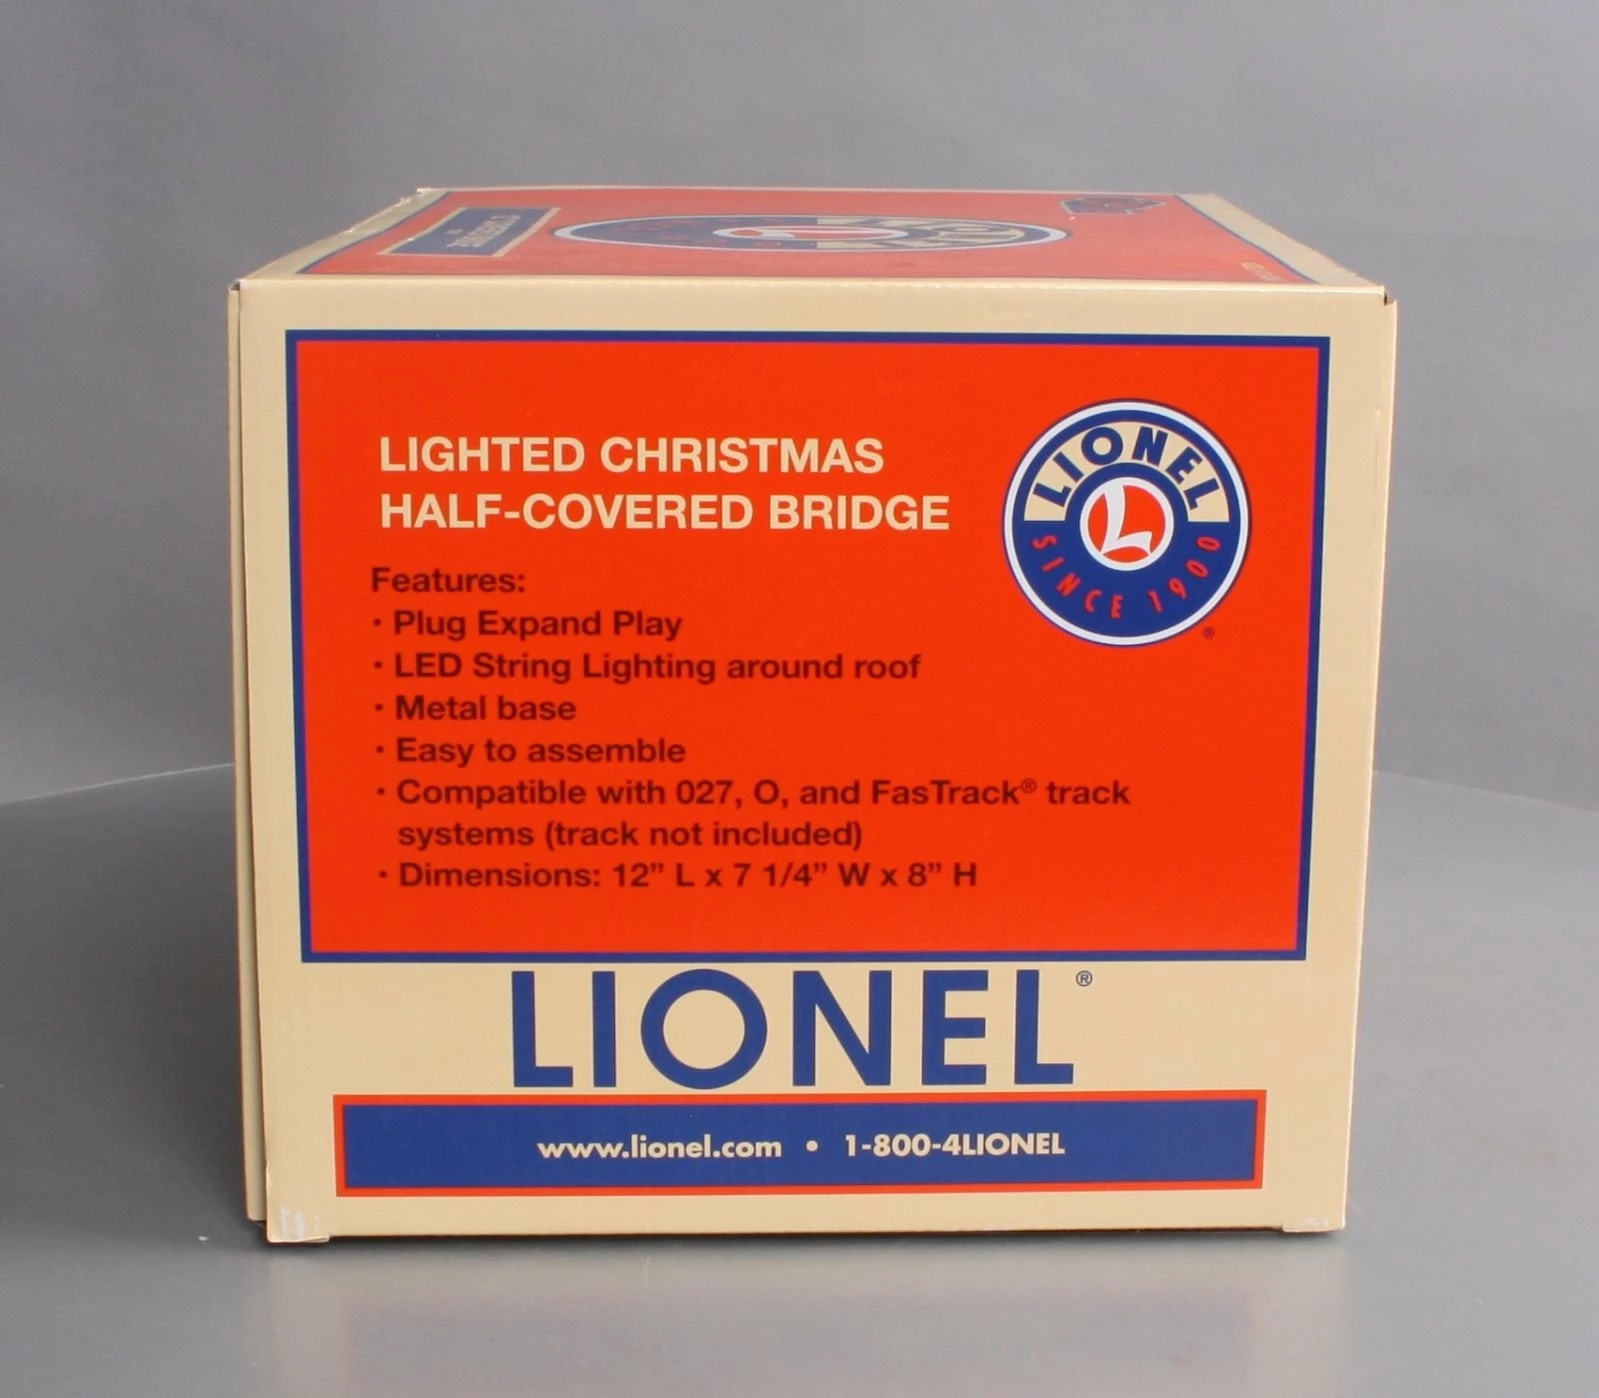 LIGHTED CHRISTMAS
HALF-COVERED BRIDGE
LIONEL
L
SINCE 1900
®
Features:
• Plug Expand Play
• LED String Lighting around roof
• Metal base
• Easy to assemble
• Compatible with 027, O, and FasTrack® track
systems (track not included)
• Dimensions: 12” L x 7 1/4” W x 8” H
LIONEL®
www.lionel.com • 1-800-4LIONEL